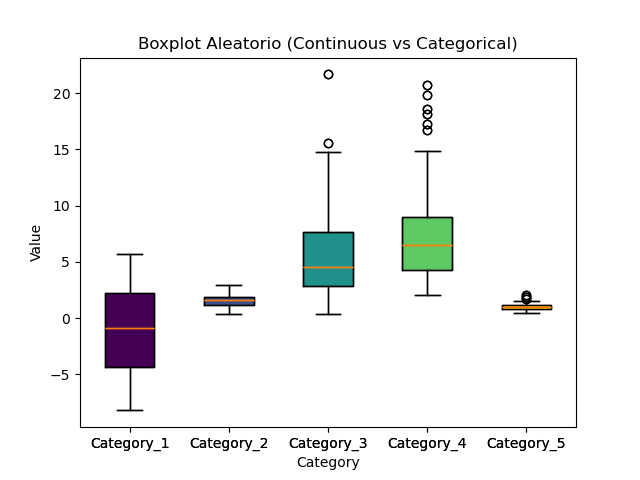 Boxplot Aleatorio (Continuous vs Categorical)
20
15
10
5
0
−5
Value
Category_1 Category_2 Category_3 Category_4 Category_5
Category